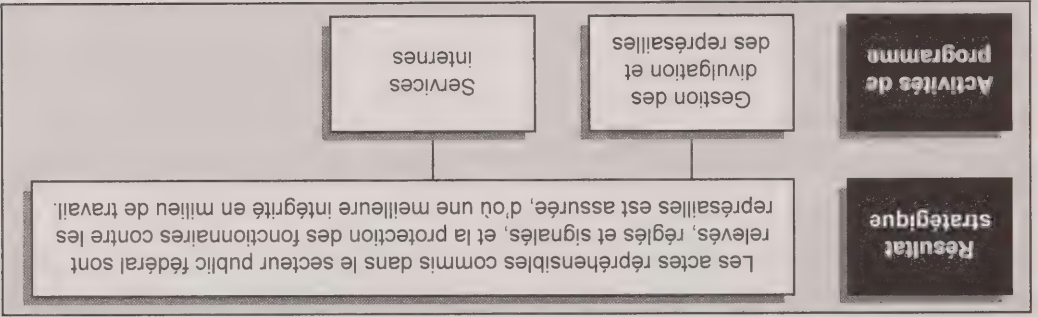 Résultat
stratégique
Les actes répréhensibles commis dans le secteur public fédéral sont
relevés, réglés et signalés, et la protection des fonctionnaires contre les
représailles est assurée, d'où une meilleure intégrité en milieu de travail.
Activités de
programme
Gestion des
divulgation et
des représailles
Services
internes